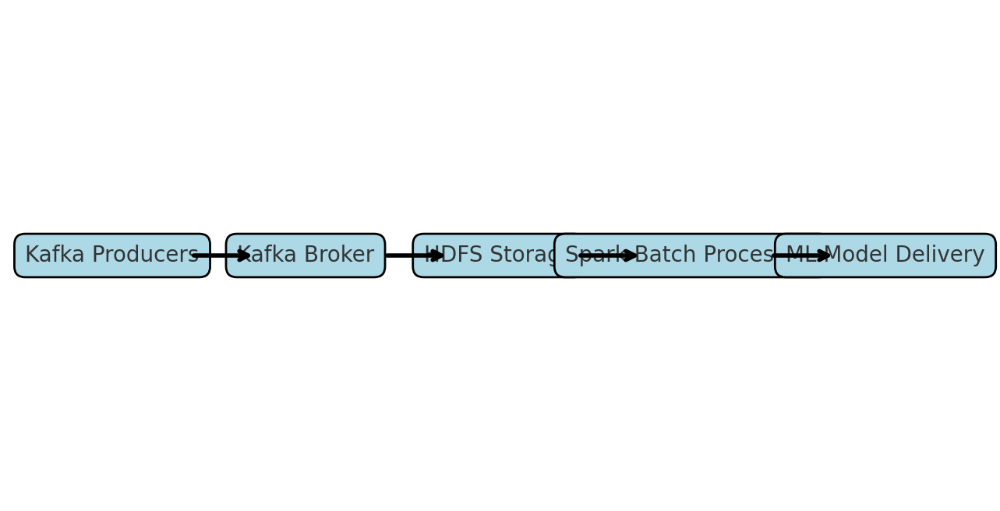 Kafka Producers
Kafka Broker
HDFS Storag
Spark Batch Proces
ML Model Delivery